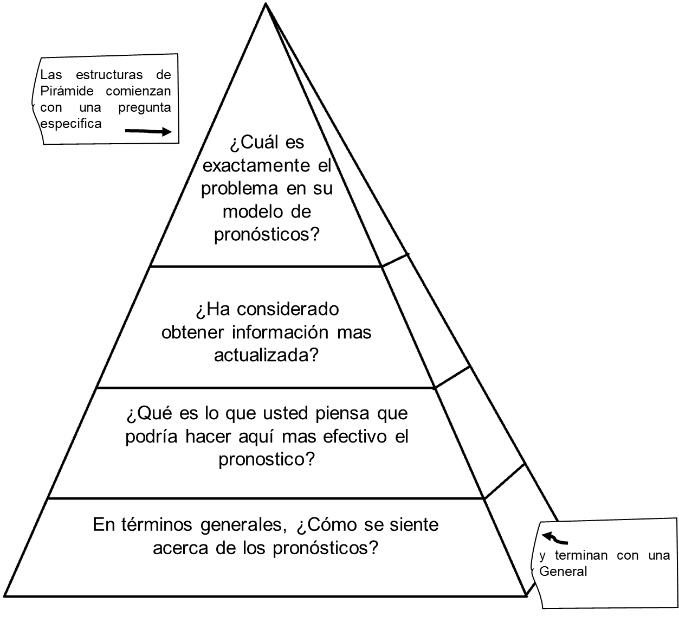 Las estructuras de
Pirámide comienzan
con una pregunta
especifica
¿Cuál es
exactamente el
problema en su
modelo de
pronósticos?
¿Ha considerado
obtener información mas
actualizada?
¿Qué es lo que usted piensa que
podría hacer aquí mas efectivo el
pronostico?
En términos generales, ¿Cómo se siente
acerca de los pronósticos?
y terminan con una
General